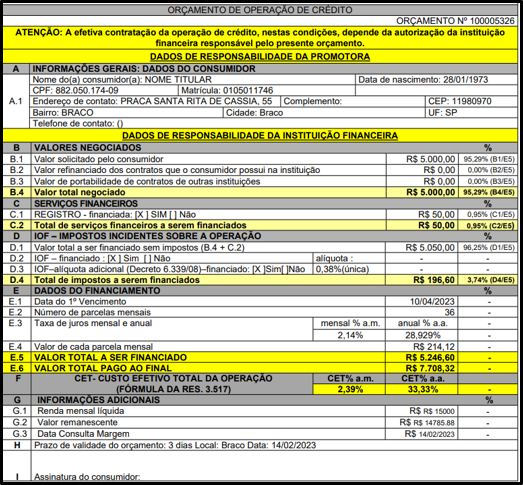 ORÇAMENTO DE OPERAÇÃO DE CRÉDITO
ORÇAMENTO Nº 100005326
ATENÇÃO: A efetiva contratação da operação de crédito, nestas condições, depende da autorização da instituição
financeira responsável pelo presente orçamento.
DADOS DE RESPONSABILIDADE DA PROMOTORA
A INFORMAÇÕES GERAIS: DADOS DO CONSUMIDOR
A.1
Nome do(a) consumidor(a): NOME TITULAR Data de nascimento: 28/01/1973
CPF: 882.050.174-09 Matrícula: 0105011746
Endereço de contato: PRACA SANTA RITA DE CASSIA, 55 Complemento: CEP: 11980970
Bairro: BRACO Cidade: Braco UF: SP
Telefone de contato: ()
DADOS DE RESPONSABILIDADE DA INSTITUIÇÃO FINANCEIRA
B VALORES NEGOCIADOS %
B.1 Valor solicitado pelo consumidor R$ 5.000,00 95,29% (B1/E5)
B.2 Valor refinanciado dos contratos que o consumidor possui na instituição R$ 0,00 0,00% (B2/E5)
B.3 Valor de portabilidade de contratos de outras instituições R$ 0,00 0,00% (B3/E5)
B.4 Valor total negociado R$ 5.000,00 95,29% (B4/E5)
C SERVIÇOS FINANCEIROS %
C.1 REGISTRO - financiada: [X ] SIM [ ] Não R$ 50,00 0,95% (C1/E5)
C.2 Total de serviços financeiros a serem financiados R$ 50,00 0,95% (C2/E5)
D IOF – IMPOSTOS INCIDENTES SOBRE A OPERAÇÃO %
D.1 Valor total a ser financiado sem impostos (B.4 + C.2) R$ 5.050,00 96,25% (D1/E5)
D.2 IOF – financiado: [ X ] Sim [ ] Não alíquota : -
D.3 IOF–alíquota adicional (Decreto 6.339/08)–financiado: [X ]Sim[ ]Não 0,38%(única) -
D.4 Total de impostos a serem financiados R$ 196,60 3,74% (D4/E5)
E DADOS DO FINANCIAMENTO %
E.1 Data do 1º Vencimento 10/04/2023 -
E.2 Número de parcelas mensais 36 -
E.3 Taxa de juros mensal e anual mensal % a.m. anual % a.a. -
2,14% 28,929%
E.4 Valor de cada parcela mensal R$ 214,12 -
E.5 VALOR TOTAL A SER FINANCIADO R$ 5.246,60 -
E.6 VALOR TOTAL PAGO AO FINAL R$ 7.708,32 -
F CET- CUSTO EFETIVO TOTAL DA OPERAÇÃO CET% a.m. CET% a.a.
(FÓRMULA DA RES. 3.517) 2,39% 33,33% -
G INFORMAÇÕES ADICIONAIS %
G.1 Renda mensal líquida R$ R$ 15000 -
G.2 Valor remanescente R$ R$ 14785.88 -
G.3 Data Consulta Margem R$ 14/02/2023 -
H Prazo de validade do orçamento: 3 dias Local: Braco Data: 14/02/2023
I Assinatura do consumidor: